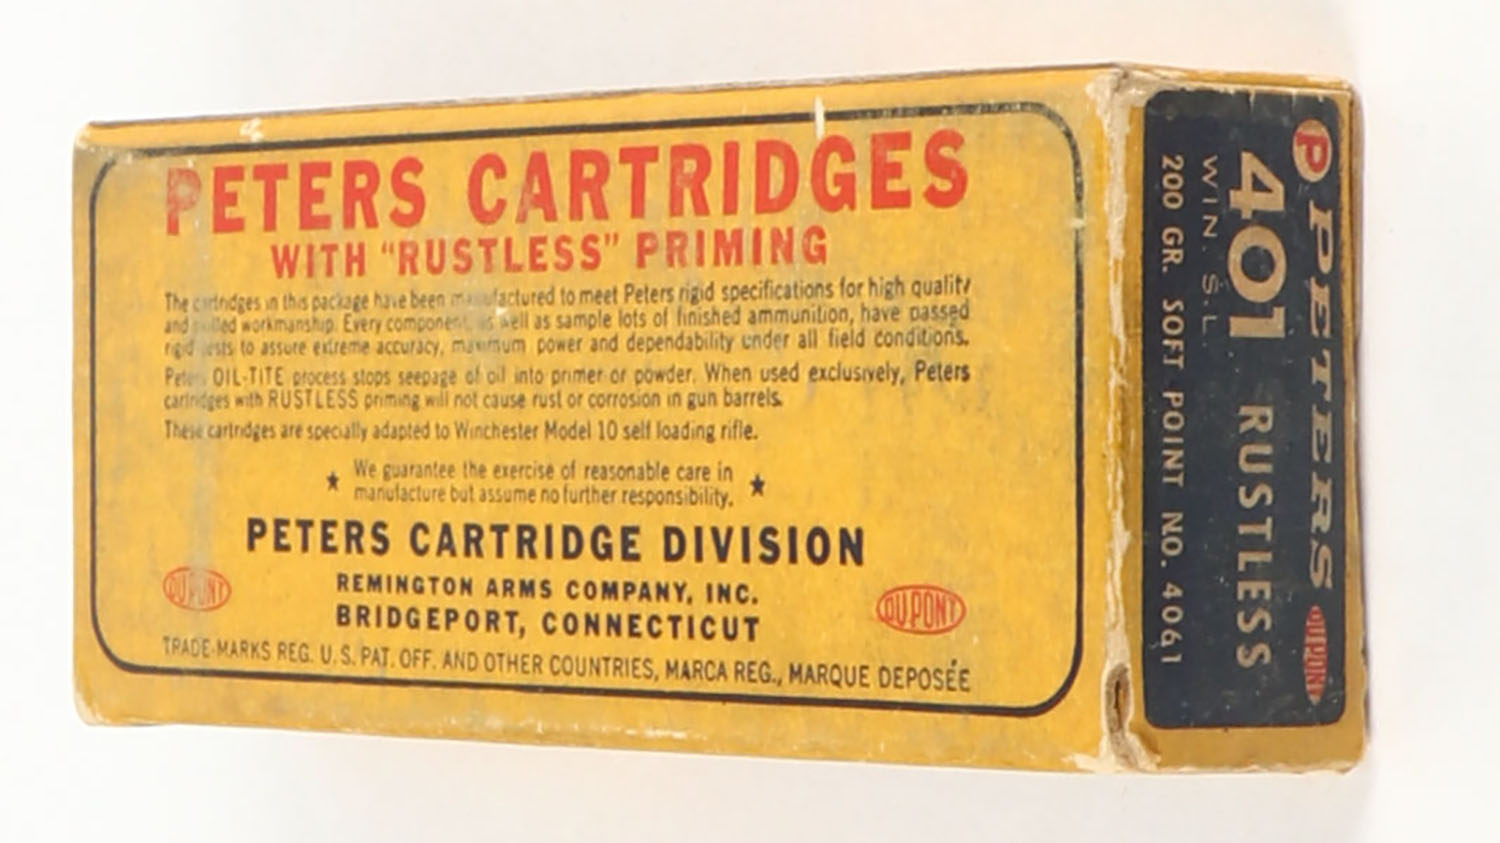 PETERS CARTRIDGES
WITH “RUSTLESS” PRIMING
The cartridges in this package have been manufactured to meet Peters rigid specifications for high quality
and skilled workmanship. Every component, as well as sample lots of finished ammunition, have passed
rigid tests to assure extreme accuracy, maximum power and dependability under all field conditions.
Peters OIL-TITE process stops seepage of oil into primer or powder. When used exclusively, Peters
cartridges with RUSTLESS priming will not cause rust or corrosion in gun barrels.
These cartridges are specially adapted to Winchester Model 10 self loading rifle.
★ We guarantee the exercise of reasonable care in
manufacture but assume no further responsibility. ★
PETERS CARTRIDGE DIVISION
REMINGTON ARMS COMPANY, INC.
BRIDGEPORT, CONNECTICUT
DU PONT
DU PONT
TRADE-MARKS REG. U.S. PAT. OFF. AND OTHER COUNTRIES, MARCA REG., MARQUE DEPOSÉE
P PETERS DU PONT
401 RUSTLESS
WIN. S.L.
200 GR. SOFT POINT NO. 4061